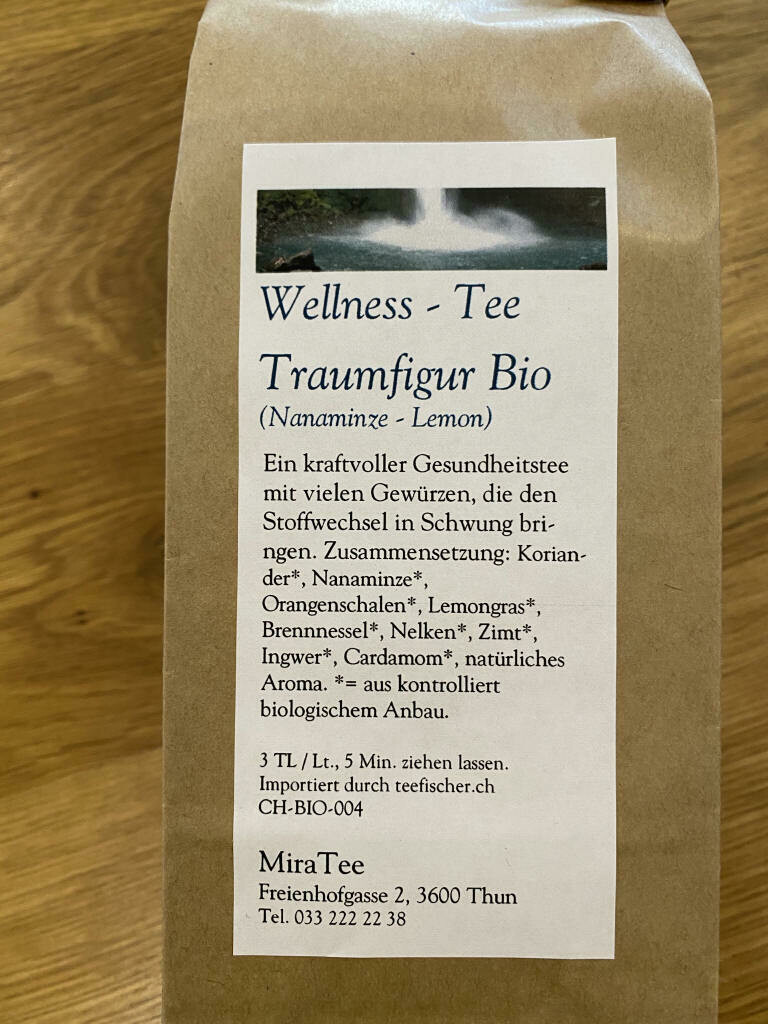 Wellness - Tee
Traumfigur Bio
(Nanaminze - Lemon)
Ein kraftvoller Gesundheitstee
mit vielen Gewürzen, die den
Stoffwechsel in Schwung bri-
ngen. Zusammensetzung: Korian-
der*, Nanaminze*,
Orangenschalen*, Lemongras*,
Brennnessel*, Nelken*, Zimt*,
Ingwer*, Cardamom*, natürliches
Aroma. *= aus kontrolliert
biologischem Anbau.
3 TL / Lt., 5 Min. ziehen lassen.
Importiert durch teefischer.ch
CH-BIO-004
MiraTee
Freienhofgasse 2, 3600 Thun
Tel. 033 222 22 38